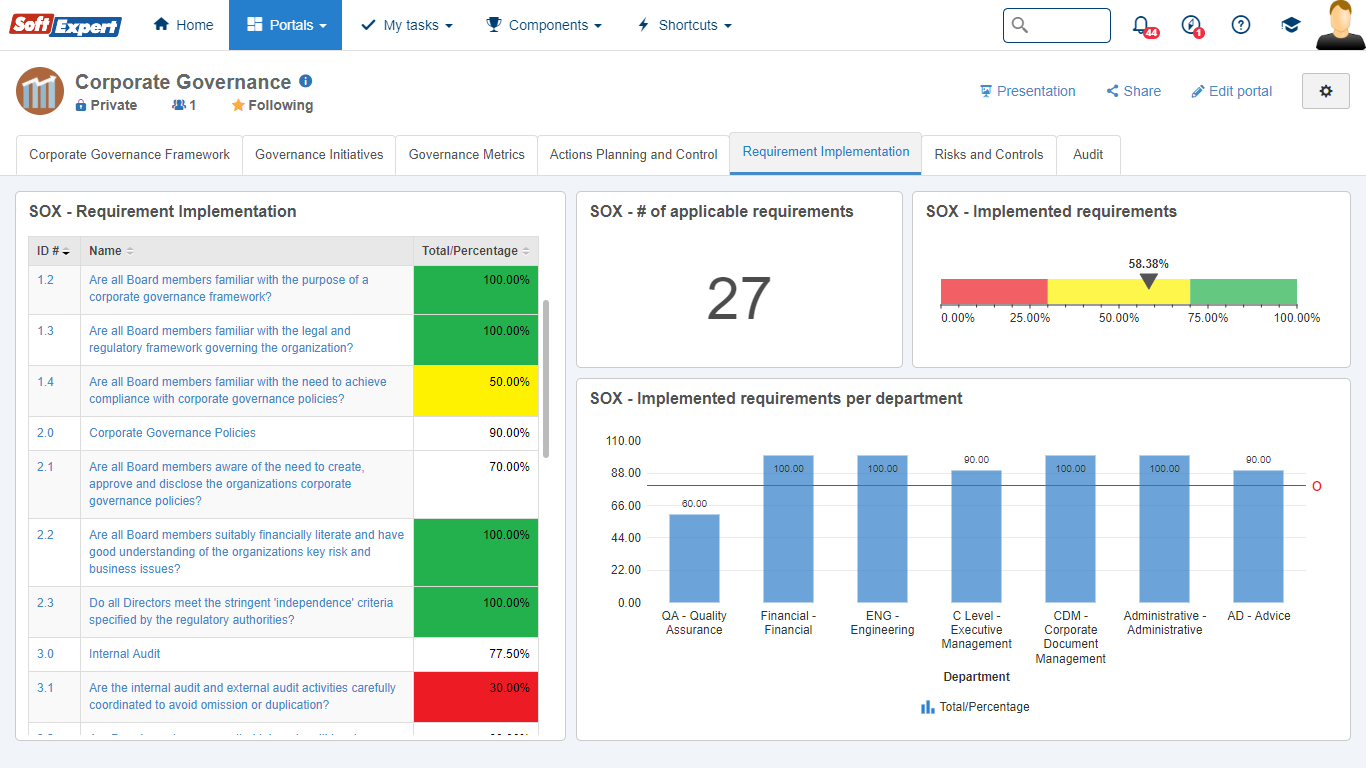 Soft Expert
Home
Portals
My tasks
Components
Shortcuts
44
1
Corporate Governance
Private
1
Following
Presentation
Share
Edit portal
Corporate Governance Framework
Governance Initiatives
Governance Metrics
Actions Planning and Control
Requirement Implementation
Risks and Controls
Audit
SOX - Requirement Implementation
ID #
Name
Total/Percentage
1.2
Are all Board members familiar with the purpose of a
corporate governance framework?
100.00%
1.3
Are all Board members familiar with the legal and
regulatory framework governing the organization?
100.00%
1.4
Are all Board members familiar with the need to achieve
compliance with corporate governance policies?
50.00%
2.0
Corporate Governance Policies
90.00%
2.1
Are all Board members aware of the need to create,
approve and disclose the organizations corporate
governance policies?
70.00%
2.2
Are all Board members suitably financially literate and have
good understanding of the organizations key risk and
business issues?
100.00%
2.3
Do all Directors meet the stringent 'independence' criteria
specified by the regulatory authorities?
100.00%
3.0
Internal Audit
77.50%
3.1
Are the internal audit and external audit activities carefully
coordinated to avoid omission or duplication?
30.00%
SOX - # of applicable requirements
27
SOX - Implemented requirements
58.38%
0.00%
25.00%
50.00%
75.00%
100.00%
SOX - Implemented requirements per department
110.00
88.00
66.00
44.00
22.00
0.00
60.00
100.00
100.00
90.00
100.00
100.00
90.00
O
QA - Quality
Assurance
Financial -
Financial
ENG -
Engineering
C Level -
Executive
Management
CDM -
Corporate
Document
Management
Administrative -
Administrative
AD - Advice
Department
Total/Percentage